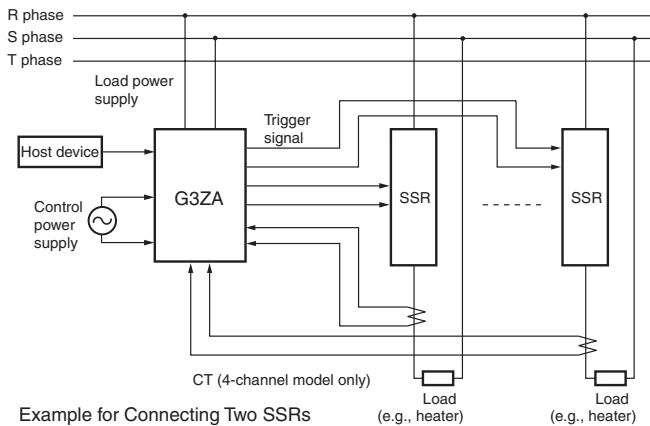 R phase
S phase
T phase
Load power
supply
Trigger
signal
Host device
G3ZA
SSR
SSR
Control
power
supply
CT (4-channel model only)
Load
(e.g., heater)
Load
(e.g., heater)
Example for Connecting Two SSRs